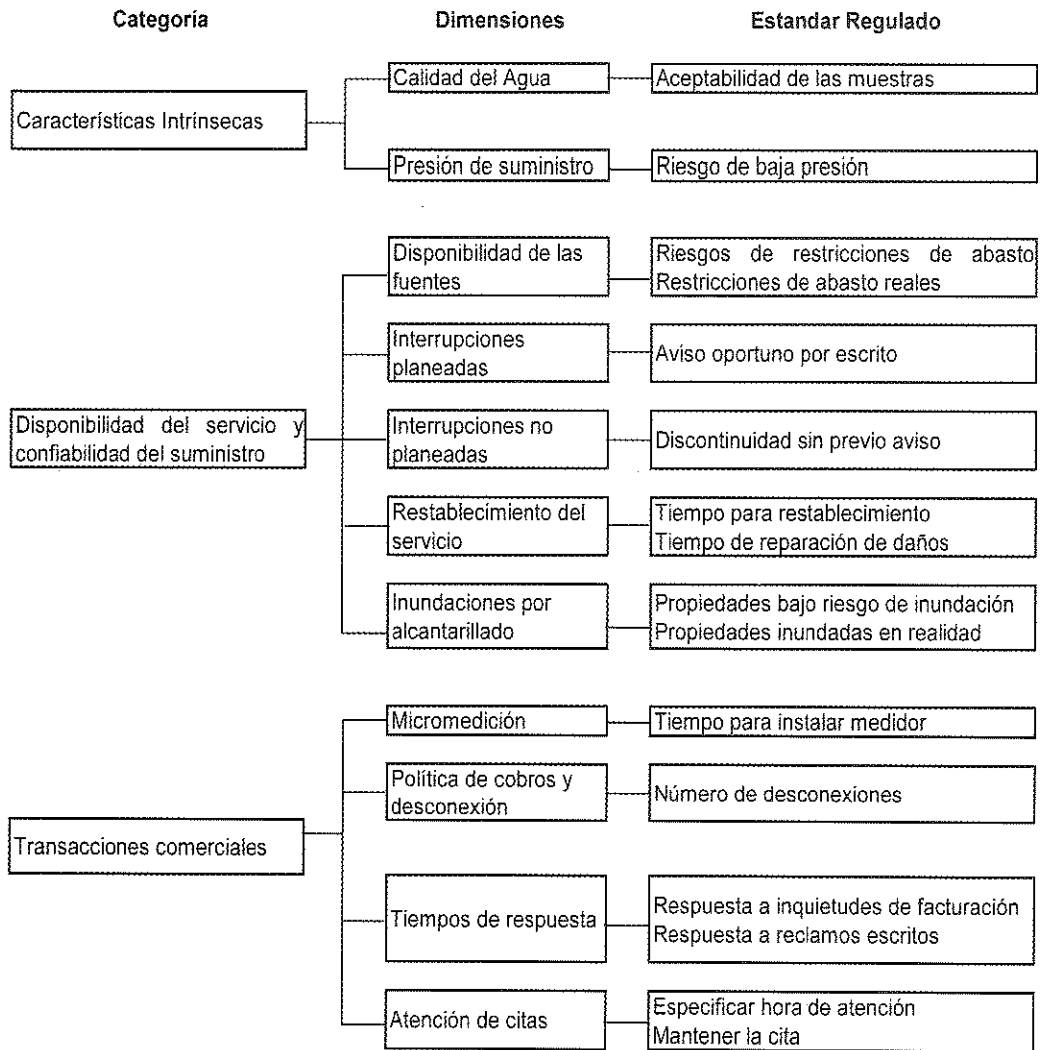 Categoría Dimensiones Estandar Regulado
Calidad del Agua Aceptabilidad de las muestras
Características Intrínsecas
Presión de suministro Riesgo de baja presión
Disponibilidad de las Riesgos de restricciones de abasto
fuentes Restricciones de abasto reales
Interrupciones
planeadas
Aviso oportuno por escrito
Disponibilidad del servicio y
confiabilidad del suministro
Interrupciones no
planeadas
Discontinuidad sin previo aviso
Restablecimiento del Tiempo para restablecimiento
servicio Tiempo de reparación de daños
Inundaciones por Propiedades bajo riesgo de inundación
alcantarillado Propiedades inundadas en realidad
Micromedición Tiempo para instalar medidor
Política de cobros y
desconexión
Número de desconexiones
Transacciones comerciales
Tiempos de respuesta
Respuesta a inquietudes de facturación
Respuesta a reclamos escritos
Atención de citas
Especificar hora de atención
Mantener la cita